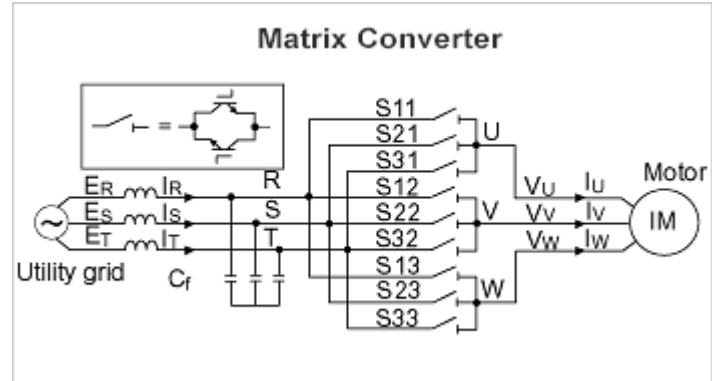 Matrix Converter
=
S11
S21
U
S31
Motor
ER IR R S12 VU IU
ES IS S S22 V VV IV IM
ET IT T S32 VW IW
Utility grid Cf S13
S23 W
S33